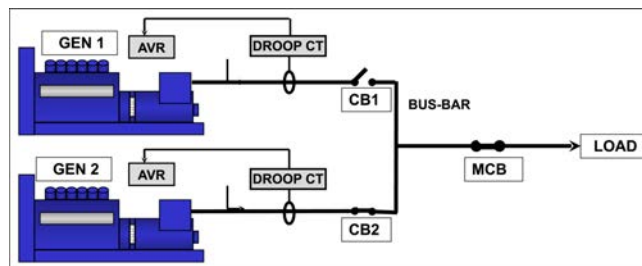 GEN 1
AVR
DROOP CT
CB1
BUS-BAR
LOAD
MCB
GEN 2
AVR
DROOP CT
CB2